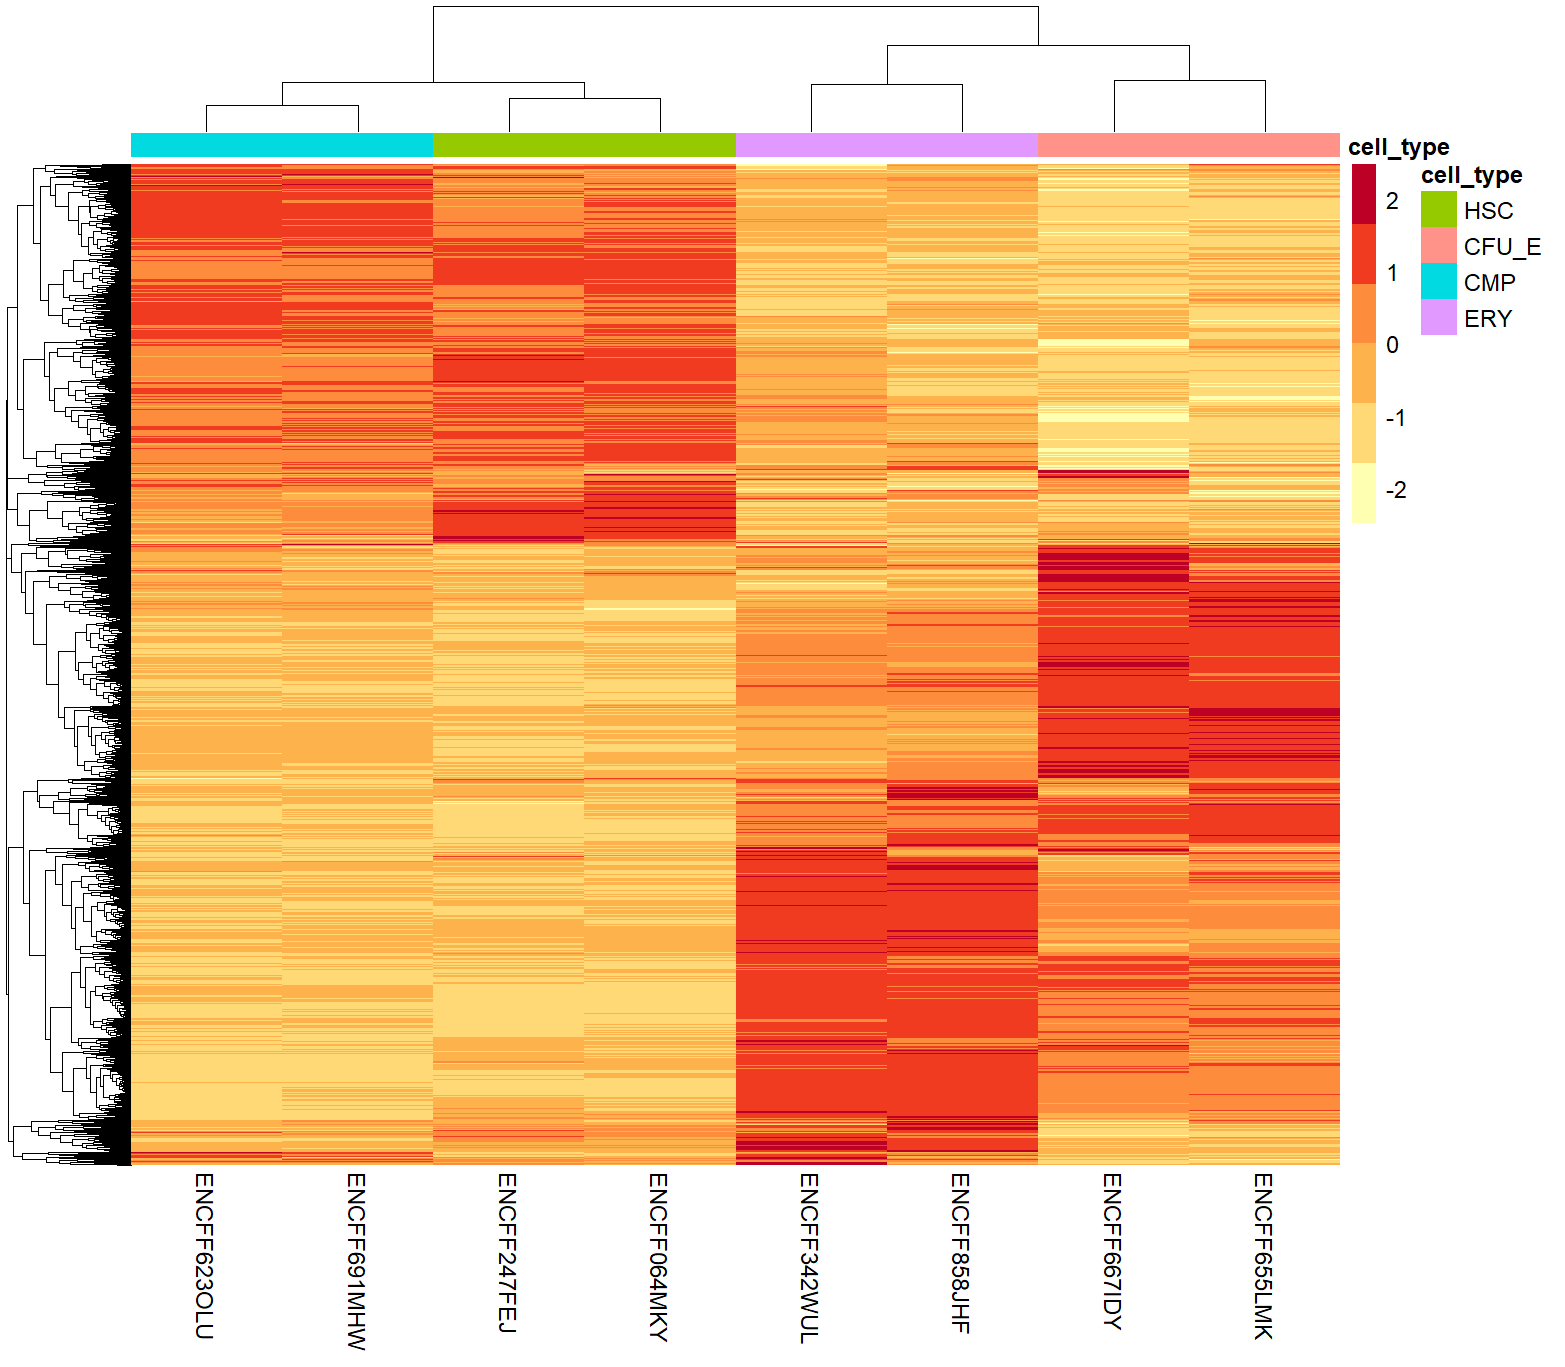 cell_type
2
1
0
-1
-2
cell_type
HSC
CFU_E
CMP
ERY
ENCFF623OLU
ENCFF691MHW
ENCFF247FEJ
ENCFF064MKY
ENCFF342WUL
ENCFF858JHF
ENCFF667IDY
ENCFF655LMK